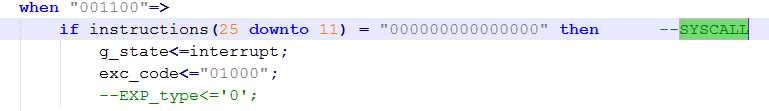 when "001100"=>
if instructions(25 downto 11) = "000000000000000" then --SYSCALL
g_state<=interrupt;
exc_code<="01000";
--EXP_type<='0';